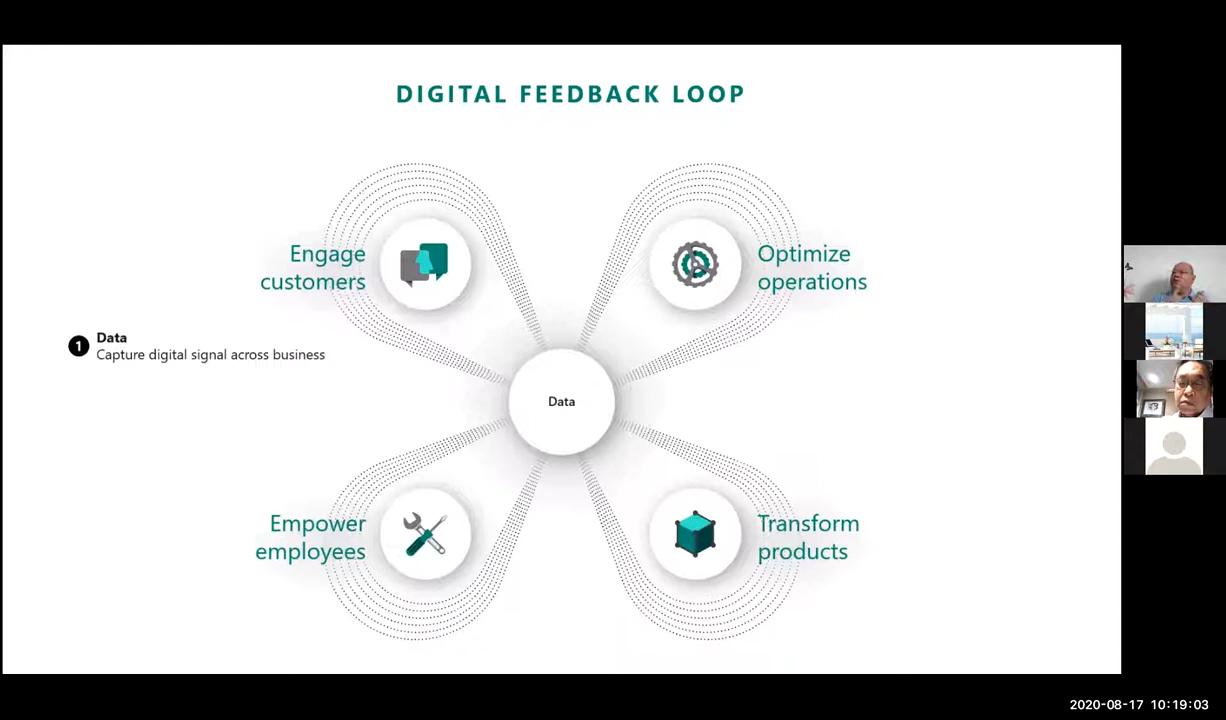 DIGITAL FEEDBACK LOOP
Engage
customers
Optimize
operations
1 Data
Capture digital signal across business
Data
Empower
employees
Transform
products
2020-08-17 10:19:03